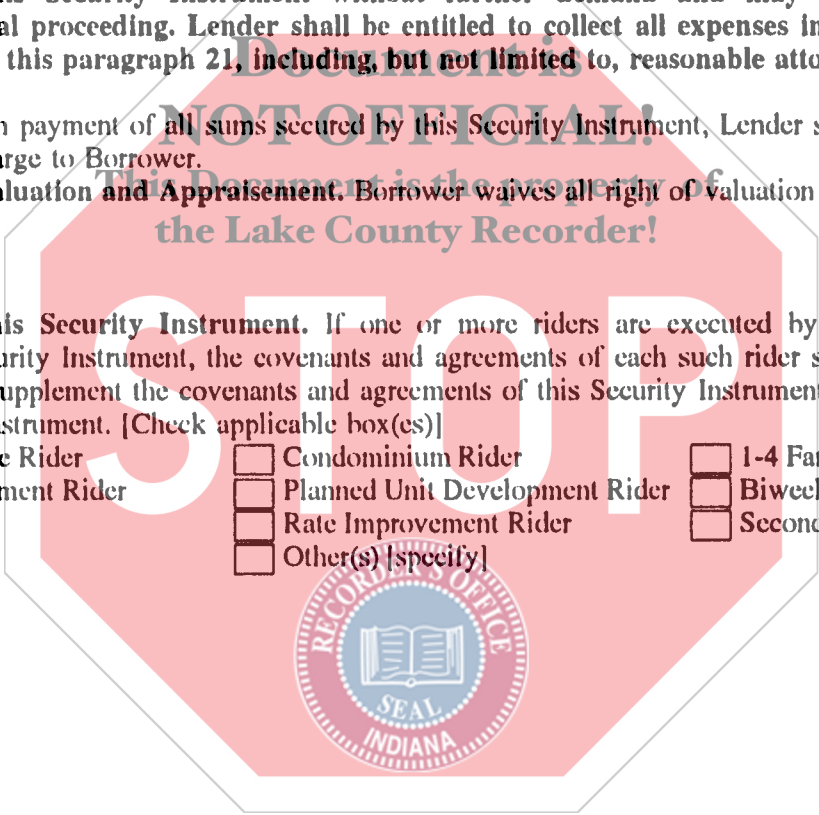 al proceeding. Lender shall be entitled to collect all expenses in
this paragraph 21, including, but not limited to, reasonable atto
Document is
NOT OFFICIAL!
payment of all sums secured by this Security Instrument, Lender s
arge to Borrower.
This Document is the property of
aluation and Appraisement. Borrower waives all right of valuation
the Lake County Recorder!
STOP
is Security Instrument. If one or more riders are executed by
urity Instrument, the covenants and agreements of each such rider s
upplement the covenants and agreements of this Security Instrument
strument. [Check applicable box(es)]
e Rider Condominium Rider 1-4 Fa
ment Rider Planned Unit Development Rider Biweek
Rate Improvement Rider Second
Other(s) [specify]
RECORDER'S OFFICE
SEAL
INDIANA